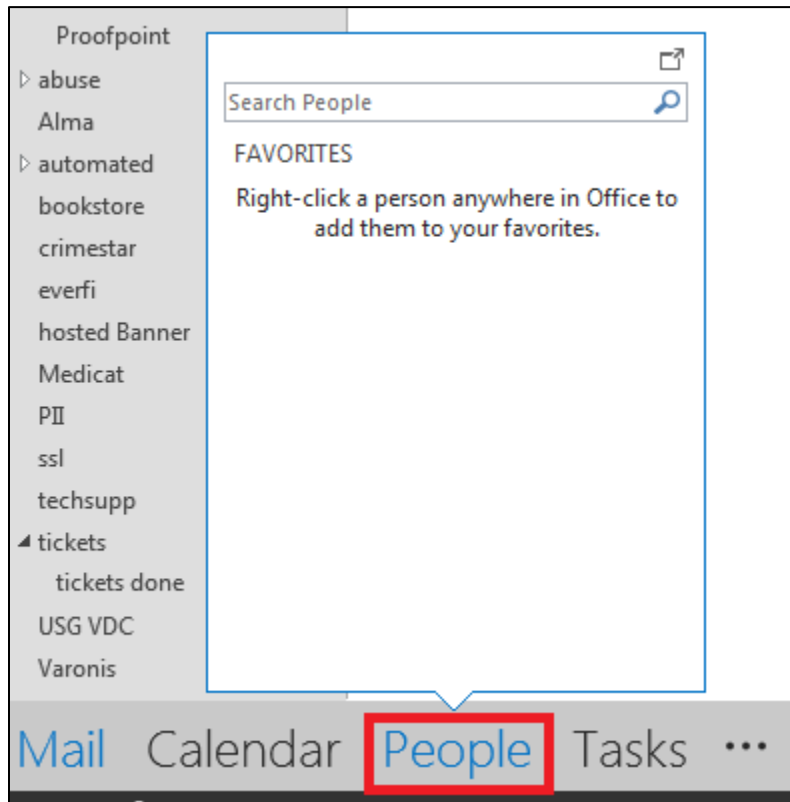 Proofpoint
abuse
Alma
automated
bookstore
crimestar
everfi
hosted Banner
Medicat
PII
ssl
techsupp
tickets
tickets done
USG VDC
Varonis
Search People
FAVORITES
Right-click a person anywhere in Office to
add them to your favorites.
Mail Calendar People Tasks ···